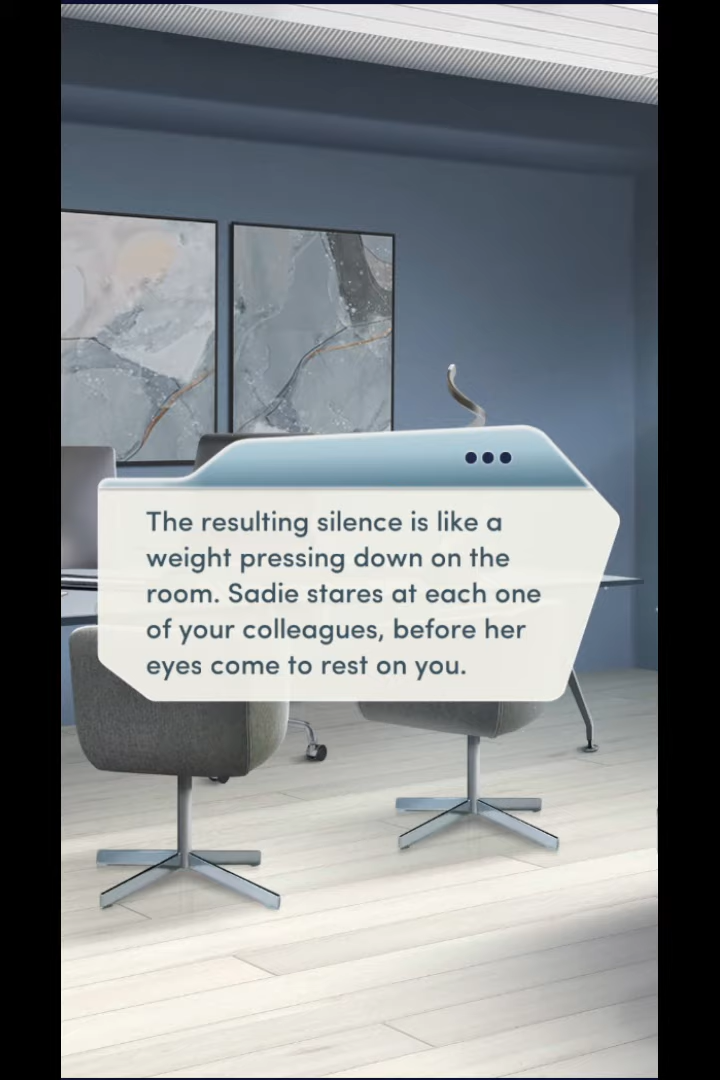 The resulting silence is like a
weight pressing down on the
room. Sadie stares at each one
of your colleagues, before her
eyes come to rest on you.